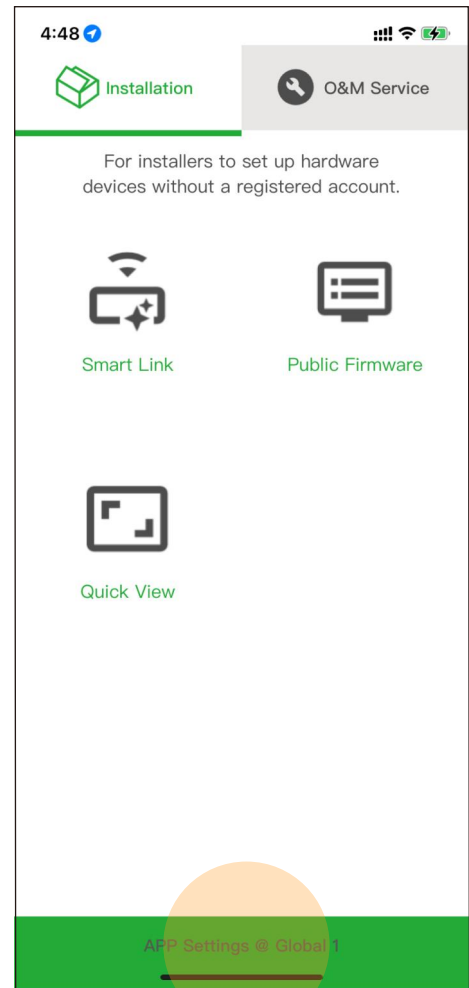 4:48
Installation
O&M Service
For installers to set up hardware
devices without a registered account.
Smart Link
Public Firmware
Quick View
APP Settings @ Global 1